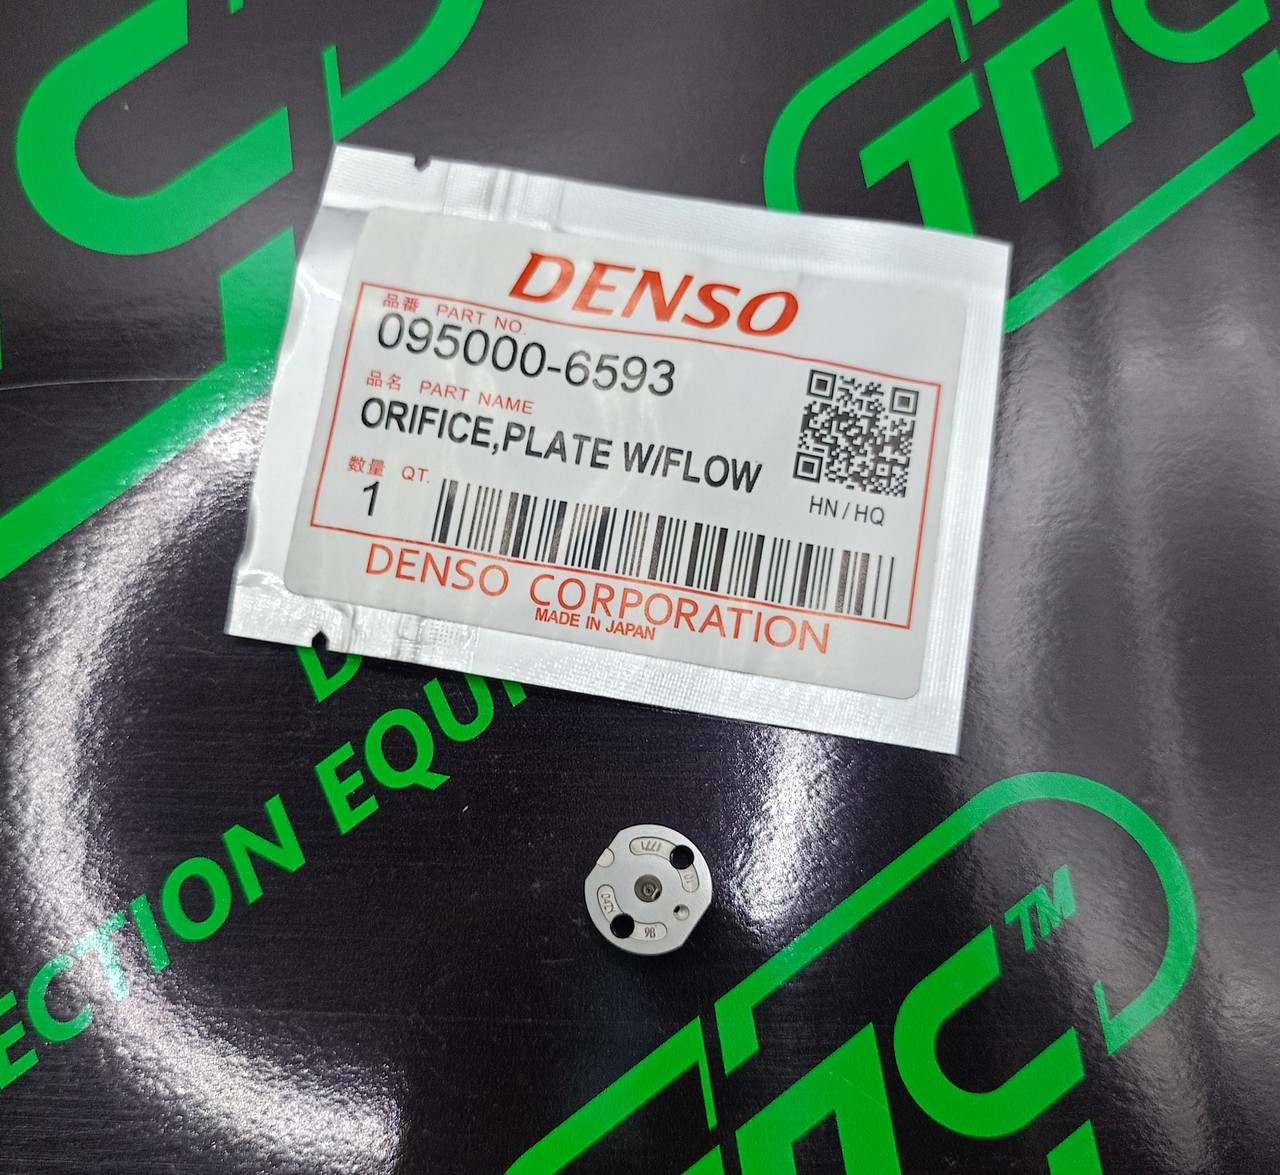 DENSO
品番 PART NO.
095000-6593
品名 PART NAME
ORIFICE,PLATE W/FLOW
数量 QT.
1
HN / HQ
DENSO CORPORATION
MADE IN JAPAN
ECTION EQUI
TM
9B